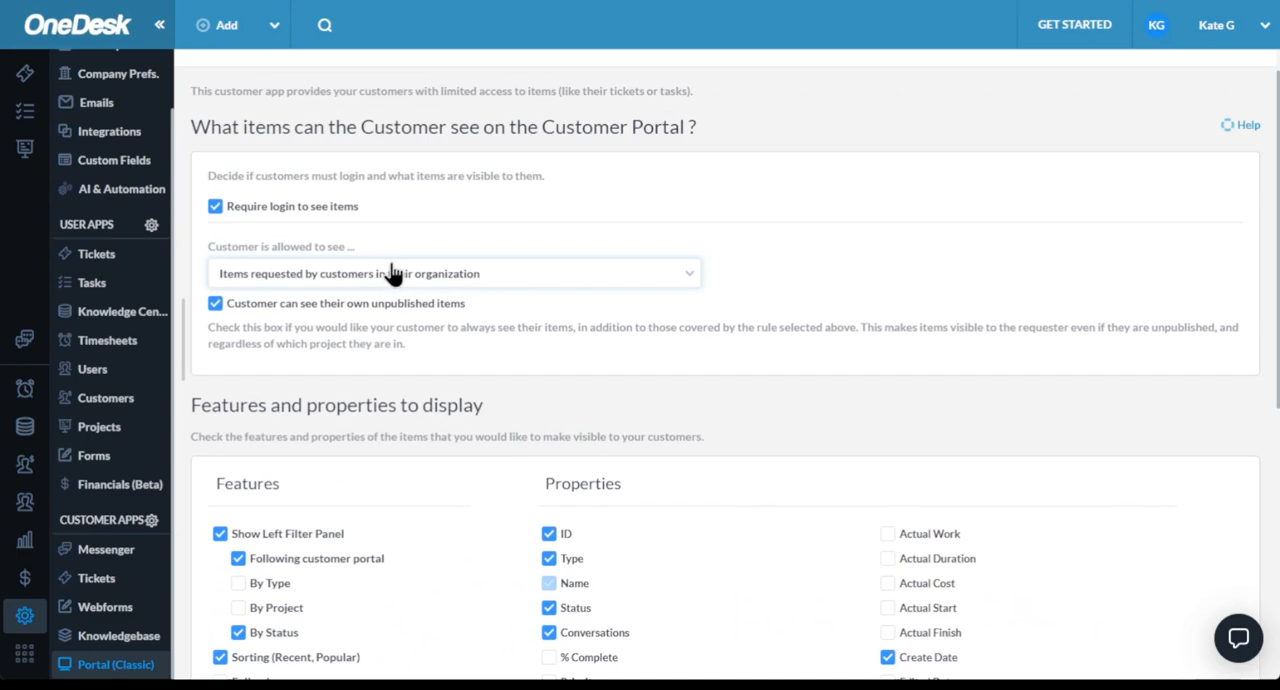 OneDesk
«
Add
GET STARTED
KG
Kate G
Company Prefs.
Emails
Integrations
Custom Fields
AI & Automation
USER APPS
Tickets
Tasks
Knowledge Cen...
Timesheets
Users
Customers
Projects
Forms
Financials (Beta)
CUSTOMER APPS
Messenger
Tickets
Webforms
Knowledgebase
Portal (Classic)
This customer app provides your customers with limited access to items (like their tickets or tasks).
What items can the Customer see on the Customer Portal ?
Help
Decide if customers must login and what items are visible to them.
Require login to see items
Customer is allowed to see ...
Items requested by customers in their organization
Customer can see their own unpublished items
Check this box if you would like your customer to always see their items, in addition to those covered by the rule selected above. This makes items visible to the requester even if they are unpublished, and
regardless of which project they are in.
Features and properties to display
Check the features and properties of the items that you would like to make visible to your customers.
Features
Show Left Filter Panel
Following customer portal
By Type
By Project
By Status
Sorting (Recent, Popular)
Properties
ID
Type
Name
Status
Conversations
% Complete
Actual Work
Actual Duration
Actual Cost
Actual Start
Actual Finish
Create Date